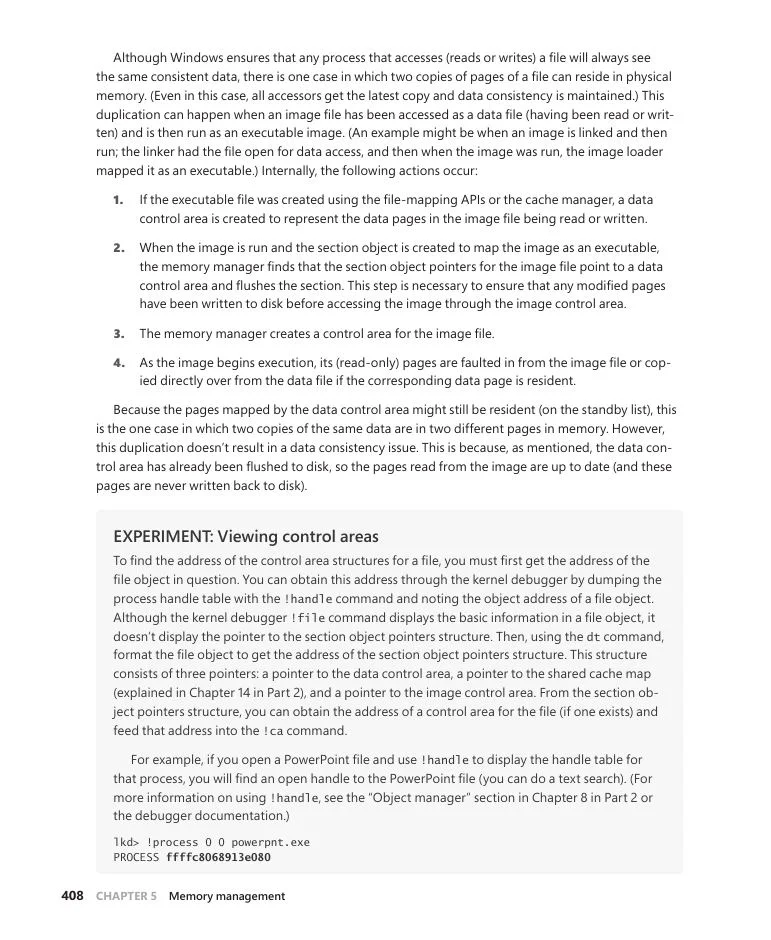 Although Windows ensures that any process that accesses (reads or writes) a file will always see
the same consistent data, there is one case in which two copies of pages of a file can reside in physical
memory. (Even in this case, all accessors get the latest copy and data consistency is maintained.) This
duplication can happen when an image file has been accessed as a data file (having been read or writ-
ten) and is then run as an executable image. (An example might be when an image is linked and then
run; the linker had the file open for data access, and then when the image was run, the image loader
mapped it as an executable.) Internally, the following actions occur:
1. If the executable file was created using the file-mapping APIs or the cache manager, a data
control area is created to represent the data pages in the image file being read or written.
2. When the image is run and the section object is created to map the image as an executable,
the memory manager finds that the section object pointers for the image file point to a data
control area and flushes the section. This step is necessary to ensure that any modified pages
have been written to disk before accessing the image through the image control area.
3. The memory manager creates a control area for the image file.
4. As the image begins execution, its (read-only) pages are faulted in from the image file or cop-
ied directly over from the data file if the corresponding data page is resident.
Because the pages mapped by the data control area might still be resident (on the standby list), this
is the one case in which two copies of the same data are in two different pages in memory. However,
this duplication doesn’t result in a data consistency issue. This is because, as mentioned, the data con-
trol area has already been flushed to disk, so the pages read from the image are up to date (and these
pages are never written back to disk).
EXPERIMENT: Viewing control areas
To find the address of the control area structures for a file, you must first get the address of the
file object in question. You can obtain this address through the kernel debugger by dumping the
process handle table with the !handle command and noting the object address of a file object.
Although the kernel debugger !file command displays the basic information in a file object, it
doesn’t display the pointer to the section object pointers structure. Then, using the dt command,
format the file object to get the address of the section object pointers structure. This structure
consists of three pointers: a pointer to the data control area, a pointer to the shared cache map
(explained in Chapter 14 in Part 2), and a pointer to the image control area. From the section ob-
ject pointers structure, you can obtain the address of a control area for the file (if one exists) and
feed that address into the !ca command.
For example, if you open a PowerPoint file and use !handle to display the handle table for
that process, you will find an open handle to the PowerPoint file (you can do a text search). (For
more information on using !handle, see the “Object manager” section in Chapter 8 in Part 2 or
the debugger documentation.)
lkd> !process 0 0 powerpnt.exe
PROCESS ffffc8068913e080
408 CHAPTER 5 Memory management